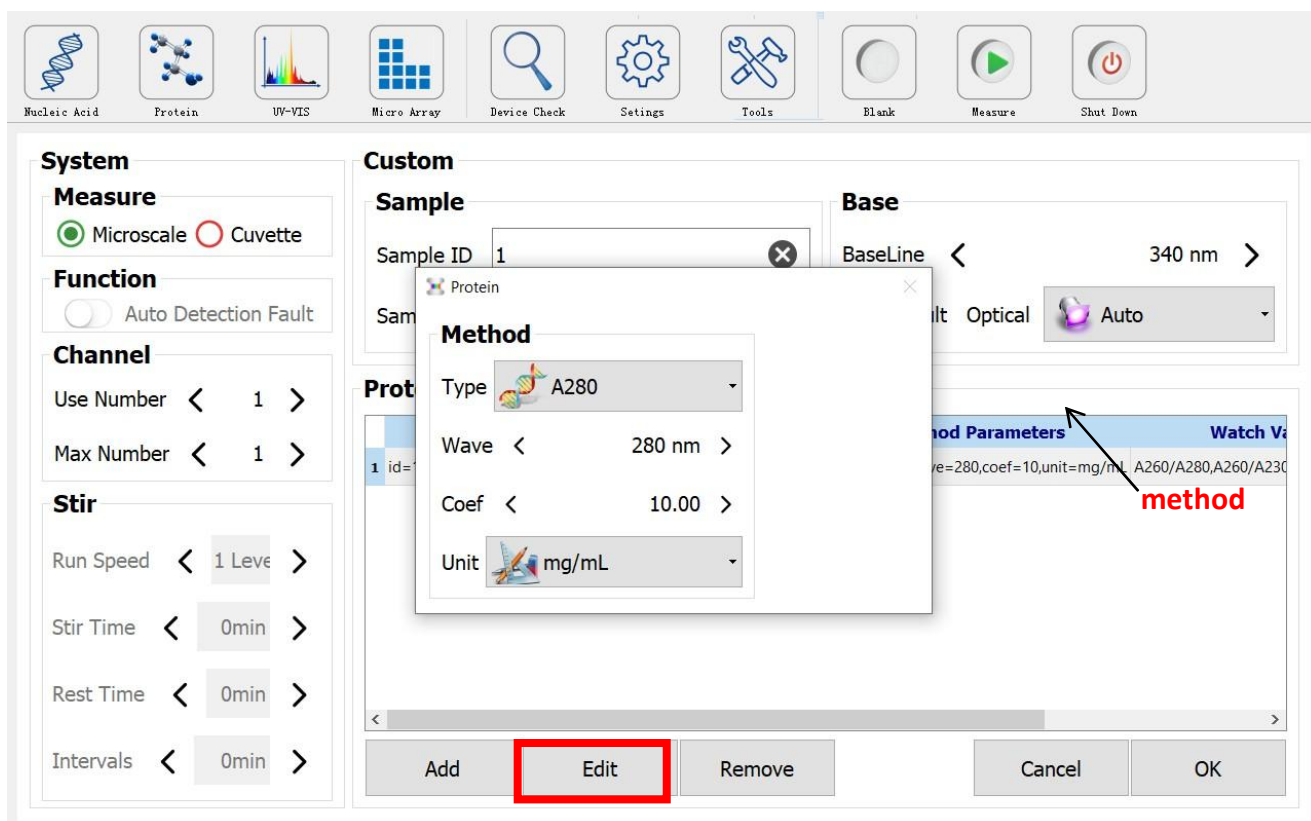 Nucleic Acid Protein UV-VIS Micro Array Device Check Setings Tools Blank Measure Shut Down
System
Measure
Microscale Cuvette
Function
Auto Detection Fault
Channel
Use Number 1
Max Number 1
Stir
Run Speed 1 Leve
Stir Time 0min
Rest Time 0min
Intervals 0min
Custom
Sample
Sample ID 1
Sam
Base
BaseLine 340 nm
Optical Auto
Protein
Method
Type A280
Wave 280 nm
Coef 10.00
Unit mg/mL
Prot
Parameters Watch Va
1 id=1 =280,coef=10,unit=mg/mL A260/A280,A260/A230
method
Add Edit Remove Cancel OK